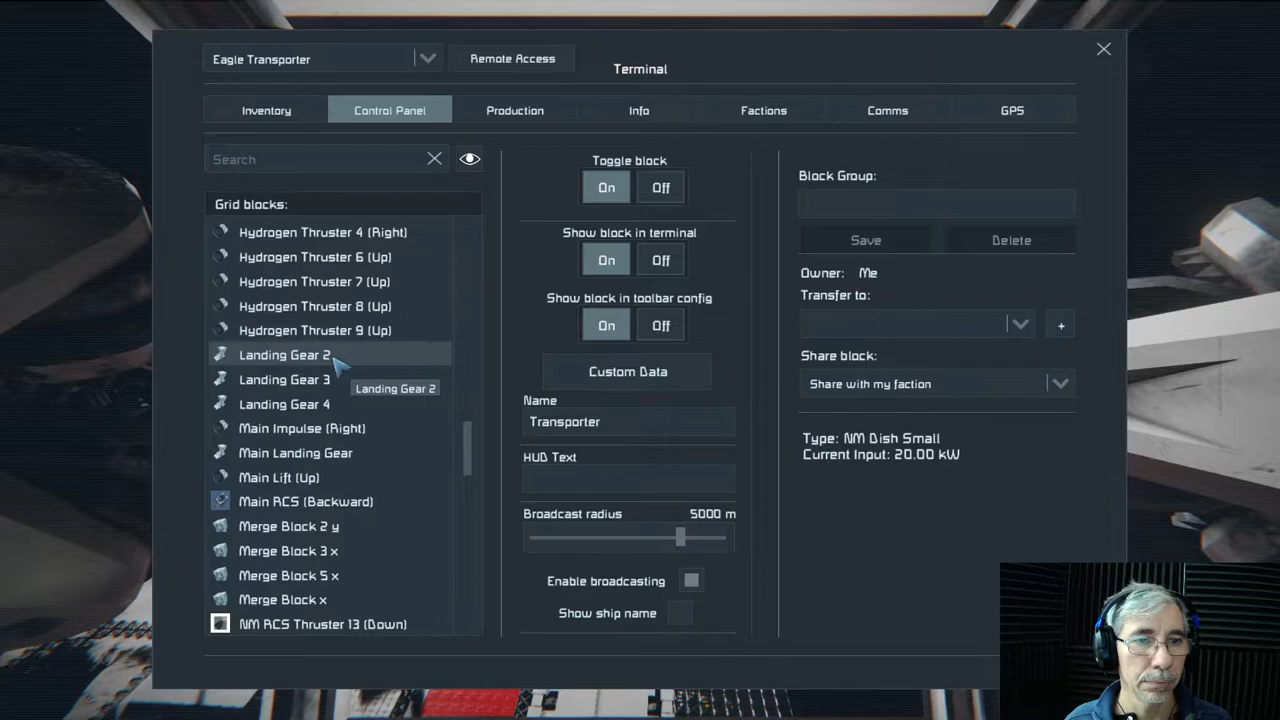 Eagle Transporter
Remote Access
Terminal
Inventory
Control Panel
Production
Info
Factions
Comms
GPS
Search
Grid blocks:
Hydrogen Thruster 4 (Right)
Hydrogen Thruster 6 (Up)
Hydrogen Thruster 7 (Up)
Hydrogen Thruster 8 (Up)
Hydrogen Thruster 9 (Up)
Landing Gear 2
Landing Gear 3
Landing Gear 2
Landing Gear 4
Main Impulse (Right)
Main Landing Gear
Main Lift (Up)
Main RCS (Backward)
Merge Block 2 y
Merge Block 3 x
Merge Block 5 x
Merge Block x
NM RCS Thruster 13 (Down)
Toggle block
On Off
Show block in terminal
On Off
Show block in toolbar config
On Off
Custom Data
Name
Transporter
HUD Text
Broadcast radius 5000 m
Enable broadcasting
Show ship name
Block Group:
Save Delete
Owner: Me
Transfer to:
+
Share block:
Share with my faction
Type: NM Dish Small
Current Input: 20.00 kW